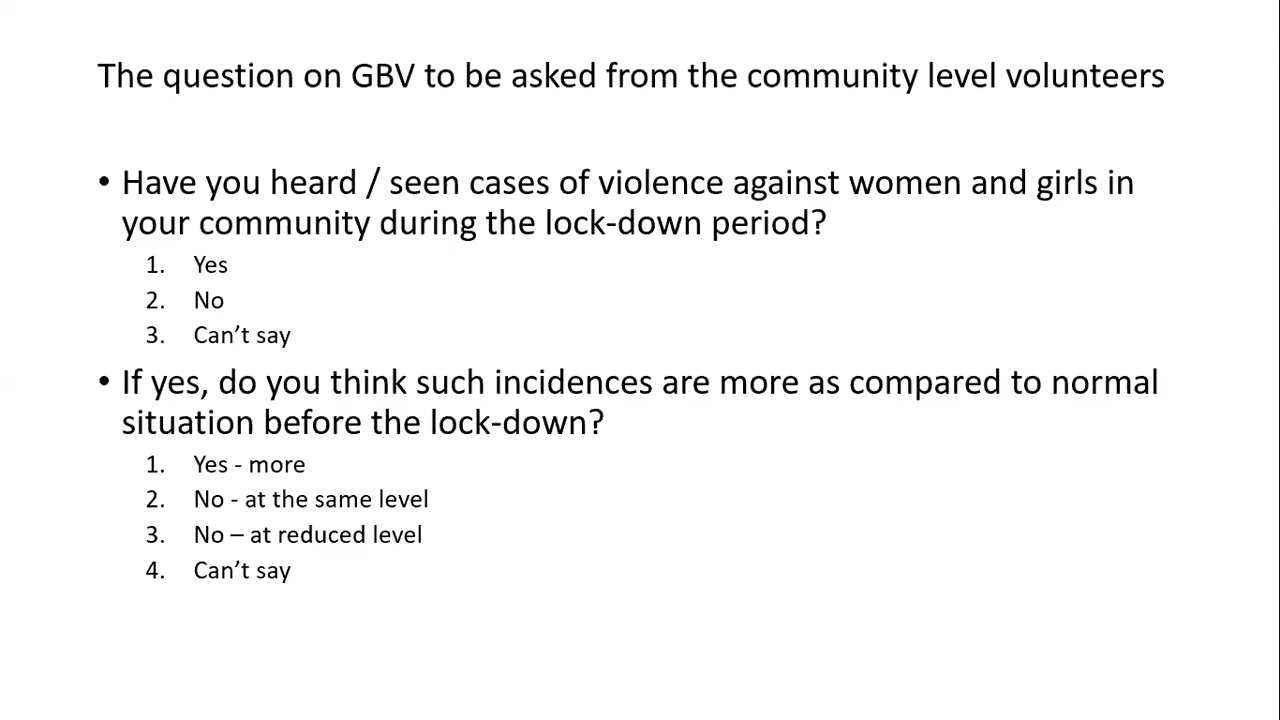 The question on GBV to be asked from the community level volunteers
• Have you heard / seen cases of violence against women and girls in
your community during the lock-down period?
1. Yes
2. No
3. Can’t say
• If yes, do you think such incidences are more as compared to normal
situation before the lock-down?
1. Yes - more
2. No - at the same level
3. No – at reduced level
4. Can’t say